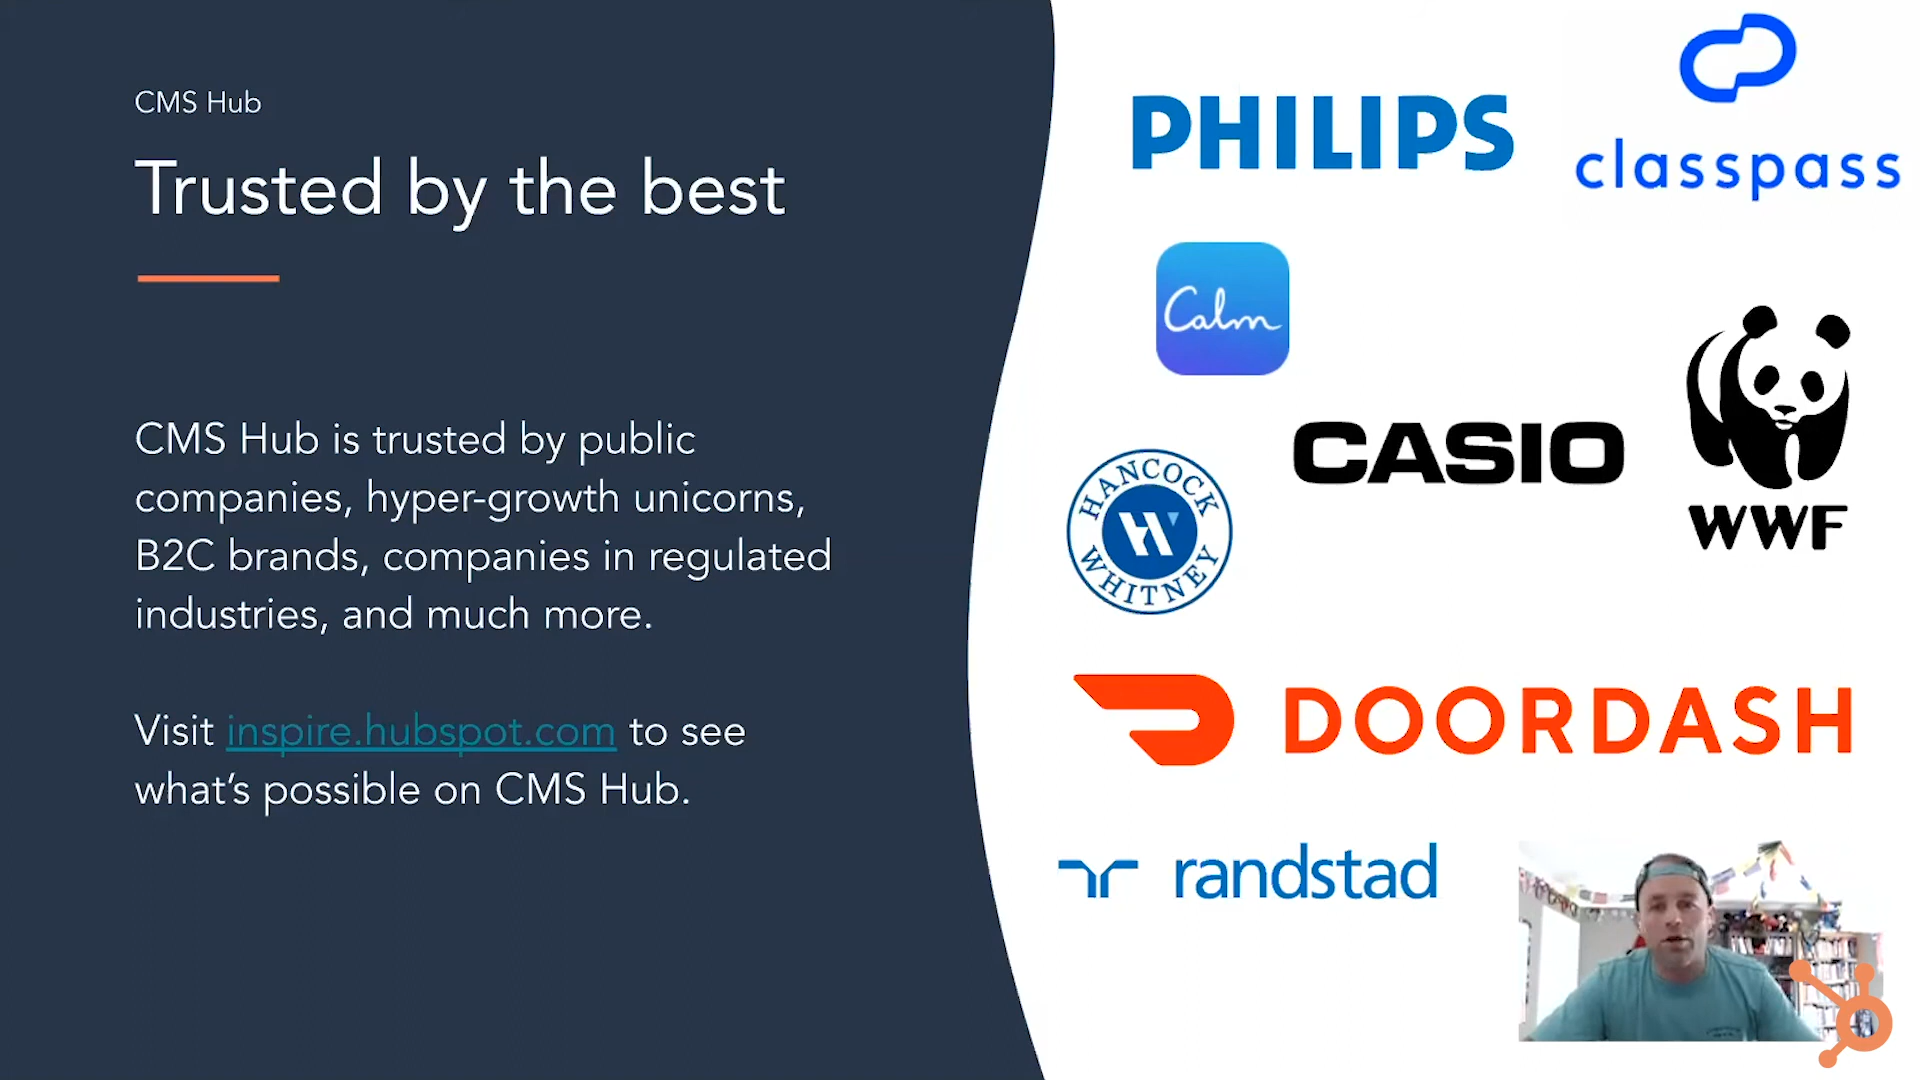 CMS Hub
Trusted by the best
CMS Hub is trusted by public
companies, hyper-growth unicorns,
B2C brands, companies in regulated
industries, and much more.
Visit inspire.hubspot.com to see
what’s possible on CMS Hub.
PHILIPS
classpass
Calm
CASIO
WWF
HANCOCK
WHITNEY
DOORDASH
randstad